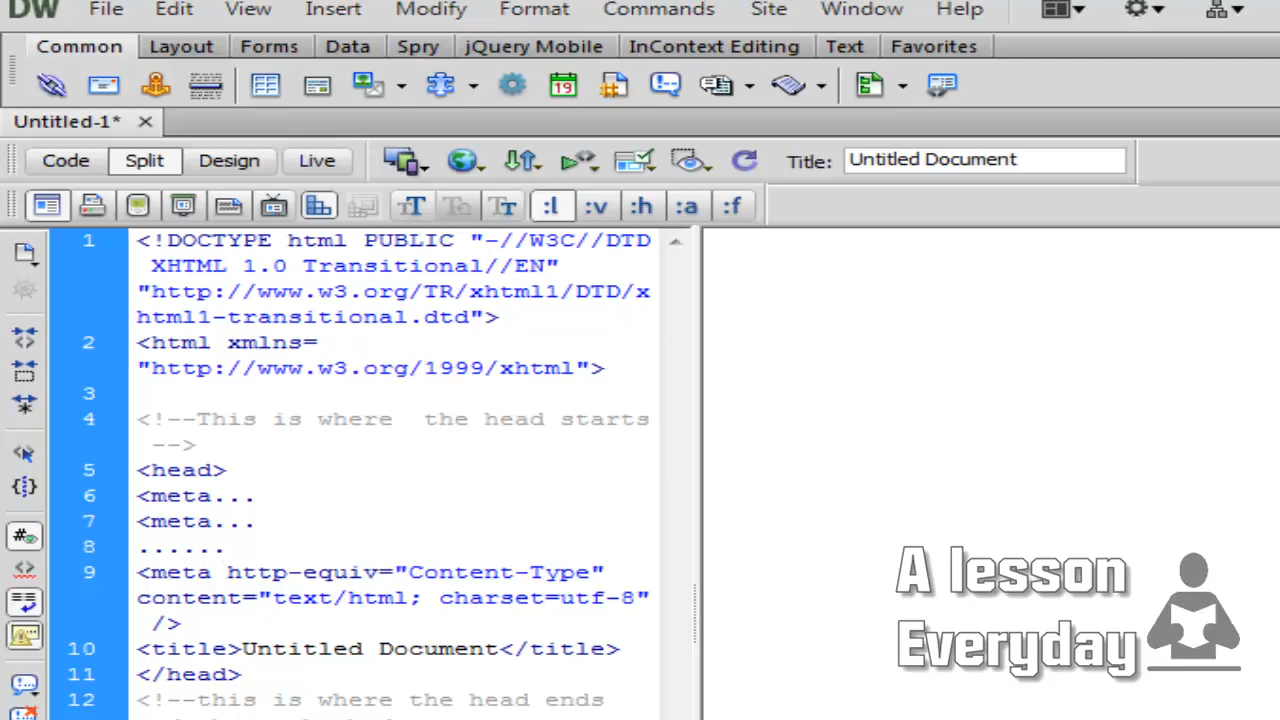 DW File Edit View Insert Modify Format Commands Site Window Help
Common Layout Forms Data Spry jQuery Mobile InContext Editing Text Favorites
19
Untitled-1* ×
Code Split Design Live Title: Untitled Document
TT Tт :l :v :h :a :f
1 <!DOCTYPE html PUBLIC "-//W3C//DTD
XHTML 1.0 Transitional//EN"
"http://www.w3.org/TR/xhtml1/DTD/x
html1-transitional.dtd">
2 <html xmlns=
"http://www.w3.org/1999/xhtml">
3
4 <!--This is where  the head starts
-->
5 <head>
6 <meta...
7 <meta...
8 ......
9 <meta http-equiv="Content-Type"
content="text/html; charset=utf-8"
/>
10 <title>Untitled Document</title>
11 </head>
12 <!--this is where the head ends
A lesson
Everyday